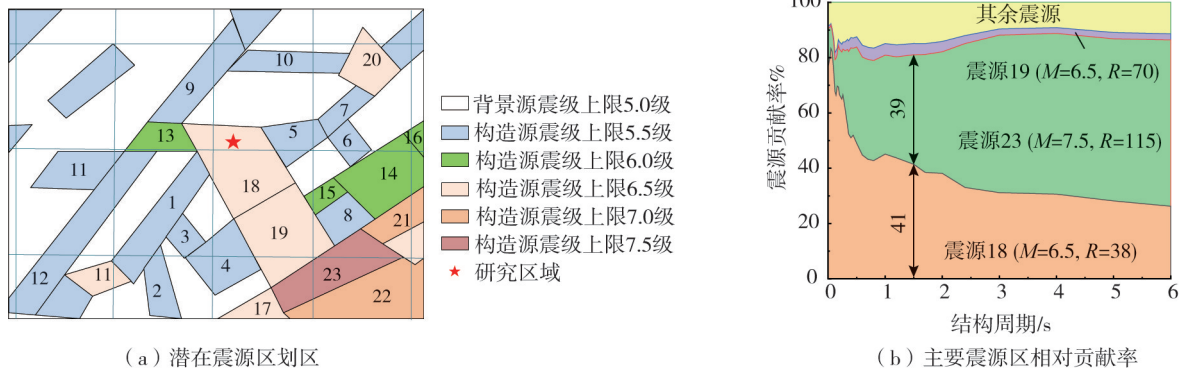 9
10
20
7
5
6
13
16
11
18
15
14
1
8
3
19
21
4
12
11
23
2
17
22
背景源震级上限5.0级
构造源震级上限5.5级
构造源震级上限6.0级
构造源震级上限6.5级
构造源震级上限7.0级
构造源震级上限7.5级
研究区域
(a)潜在震源区划区
震源贡献率%
100
80
60
40
20
0
其余震源
震源19 (M=6.5, R=70)
39
震源23 (M=7.5, R=115)
41
震源18 (M=6.5, R=38)
0 1 2 3 4 5 6
结构周期/s
(b)主要震源区相对贡献率